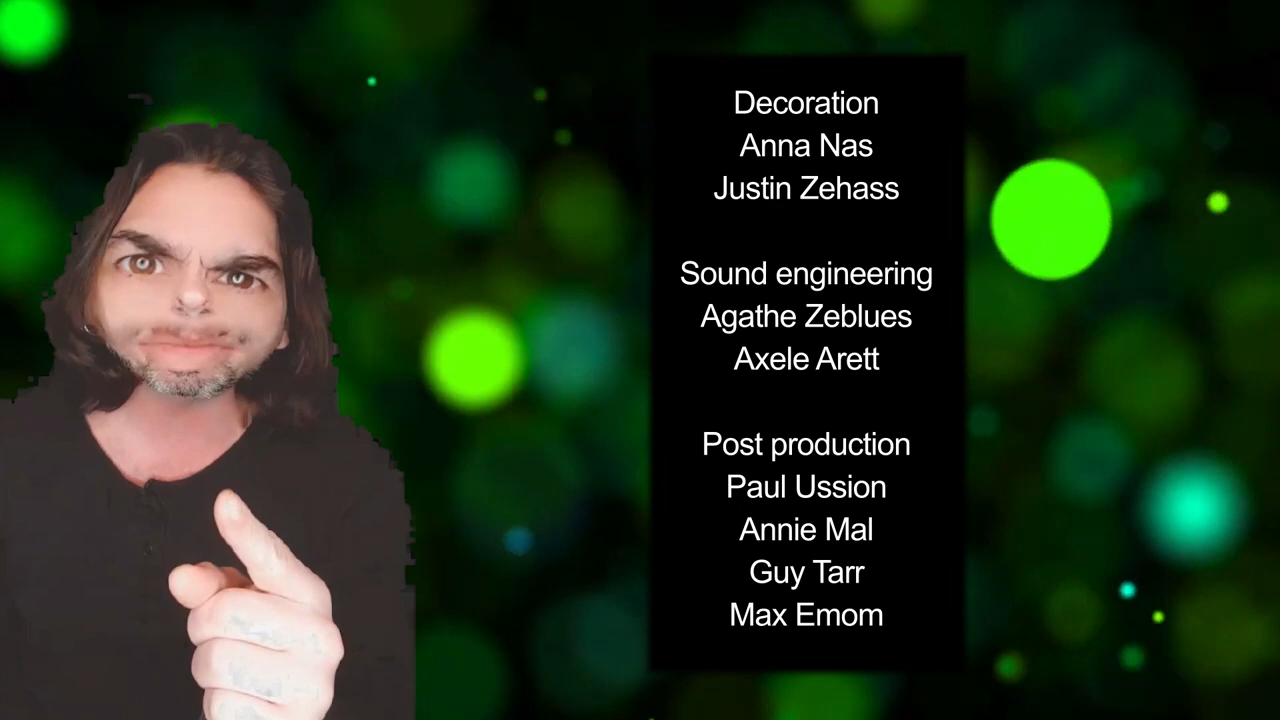 Decoration
Anna Nas
Justin Zehass
Sound engineering
Agathe Zeblues
Axele Arett
Post production
Paul Ussion
Annie Mal
Guy Tarr
Max Emom